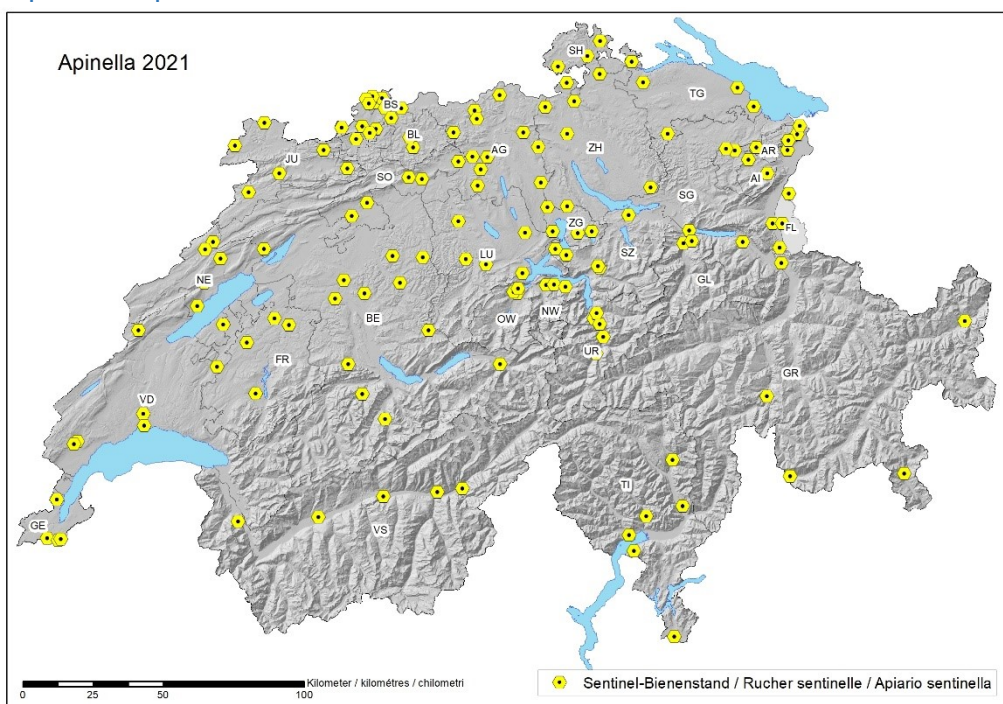 Apinella 2021
SH
TG
BS
BL
AG
ZH
AR
AI
JU
SO
SG
ZG
FL
LU
SZ
GL
NE
BE
OW
NW
UR
FR
GR
VD
TI
VS
GE
0 25 50 100 Kilometer / kilométres / chilometri
Sentinel-Bienenstand / Rucher sentinelle / Apiario sentinella